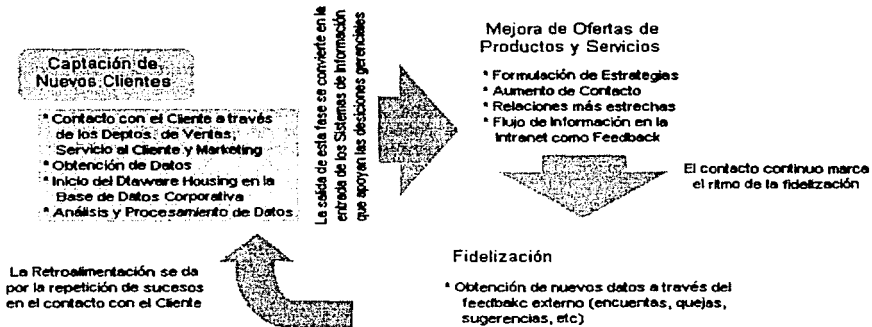 Captación de
Nuevos Clientes
* Contacto con el Cliente a través
de los Deptos. de Ventas,
Servicio al Cliente y Marketing
* Obtención de Datos
* Inicio del Dtaware Housing en la
Base de Datos Corporativa
* Análisis y Procesamiento de Datos
La salida de esta fase se convierte en la
entrada de los Sistemas de Información
que apoyan las desiciones gerenciales
Mejora de Ofertas de
Productos y Servicios
* Formulación de Estrategias
* Aumento de Contacto
* Relaciones más estrechas
* Flujo de Información en la
Intranet como Feedback
El contacto continuo marca
el ritmo de la fidelización
Fidelización
* Obtención de nuevos datos a través del
feedbakc externo (encuentas, quejas,
sugerencias, etc)
La Retroalimentación se da
por la repetición de sucesos
en el contacto con el Cliente